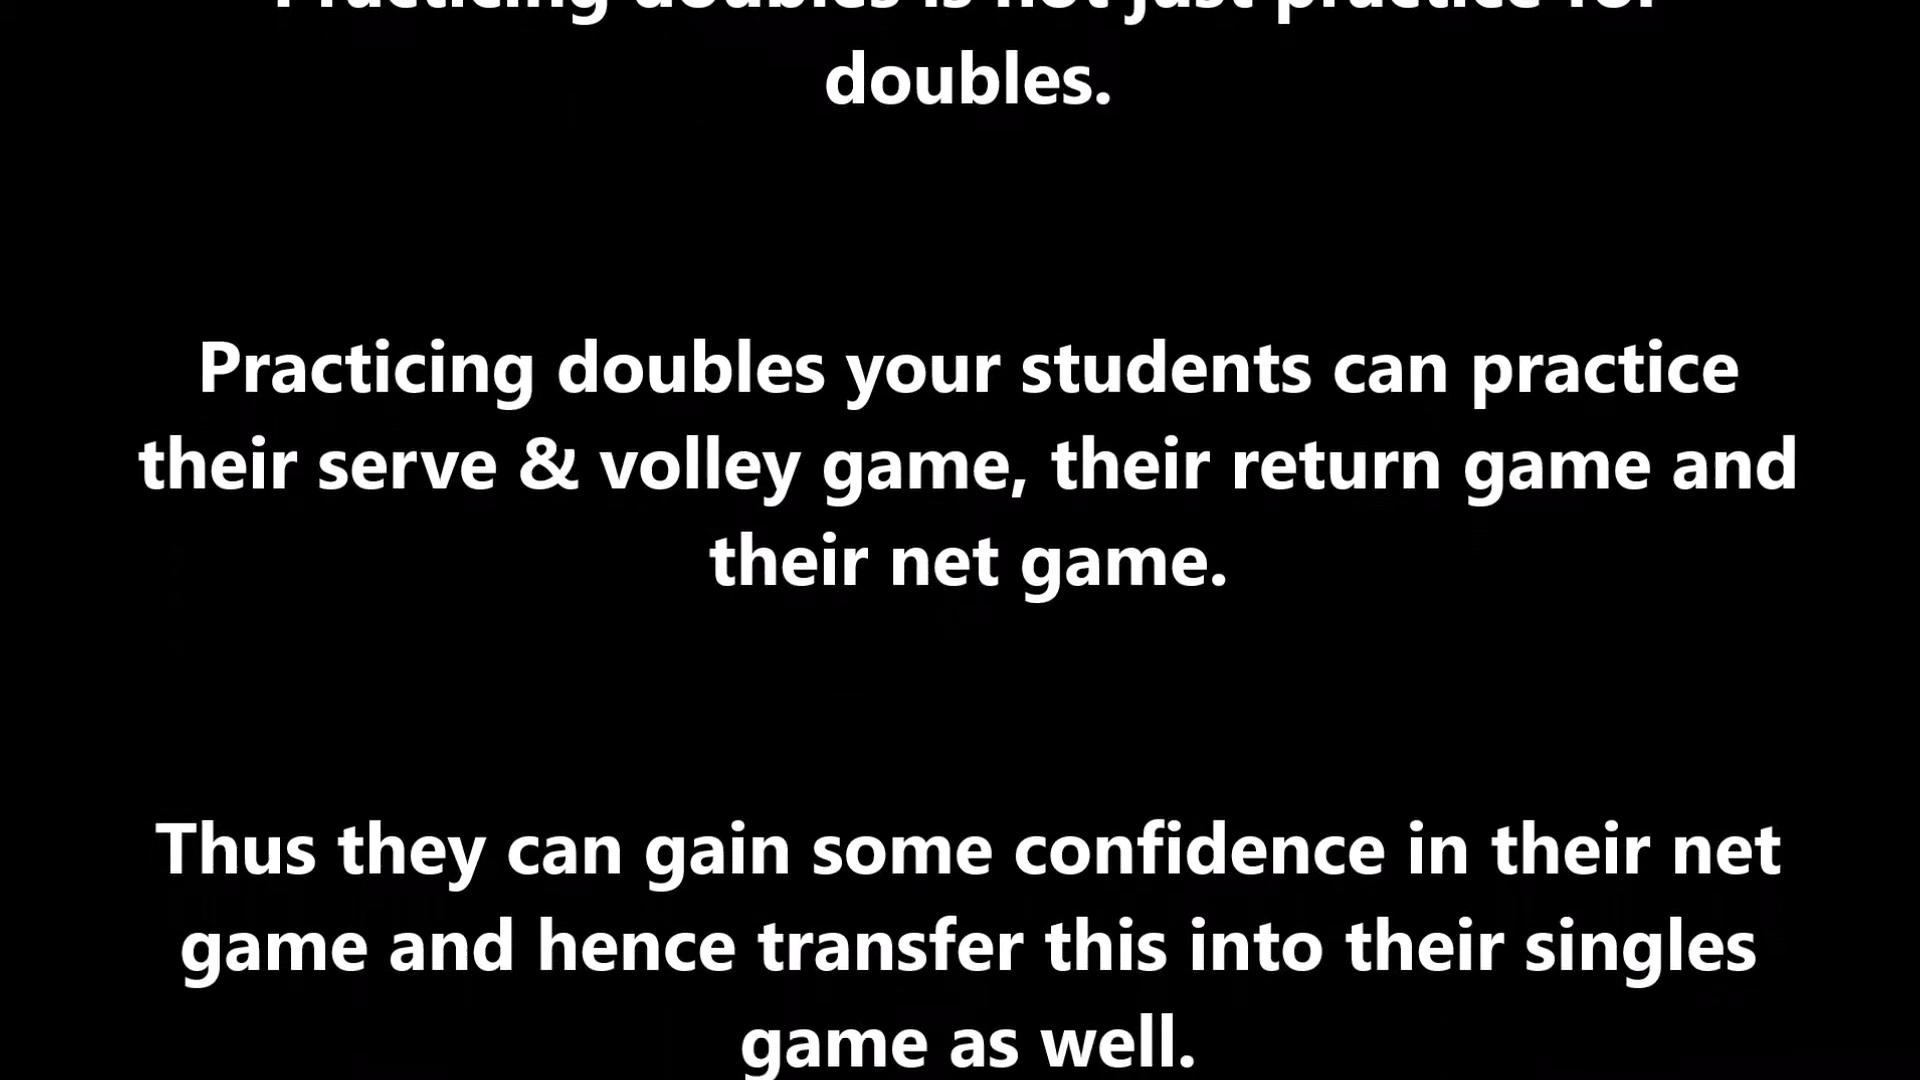 Practicing doubles is not just practice for
doubles.
Practicing doubles your students can practice
their serve & volley game, their return game and
their net game.
Thus they can gain some confidence in their net
game and hence transfer this into their singles
game as well.